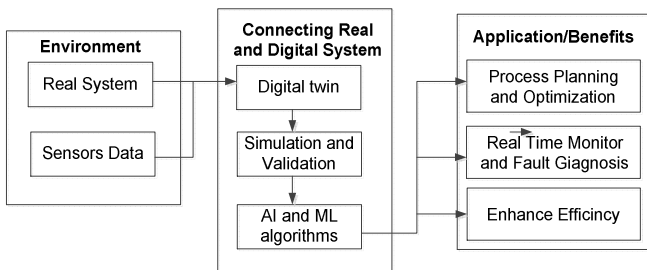 Environment
Real System
Sensors Data
Connecting Real
and Digital System
Digital twin
Simulation and
Validation
AI and ML
algorithms
Application/Benefits
Process Planning
and Optimization
Real Time Monitor
and Fault Giagnosis
Enhance Efficincy